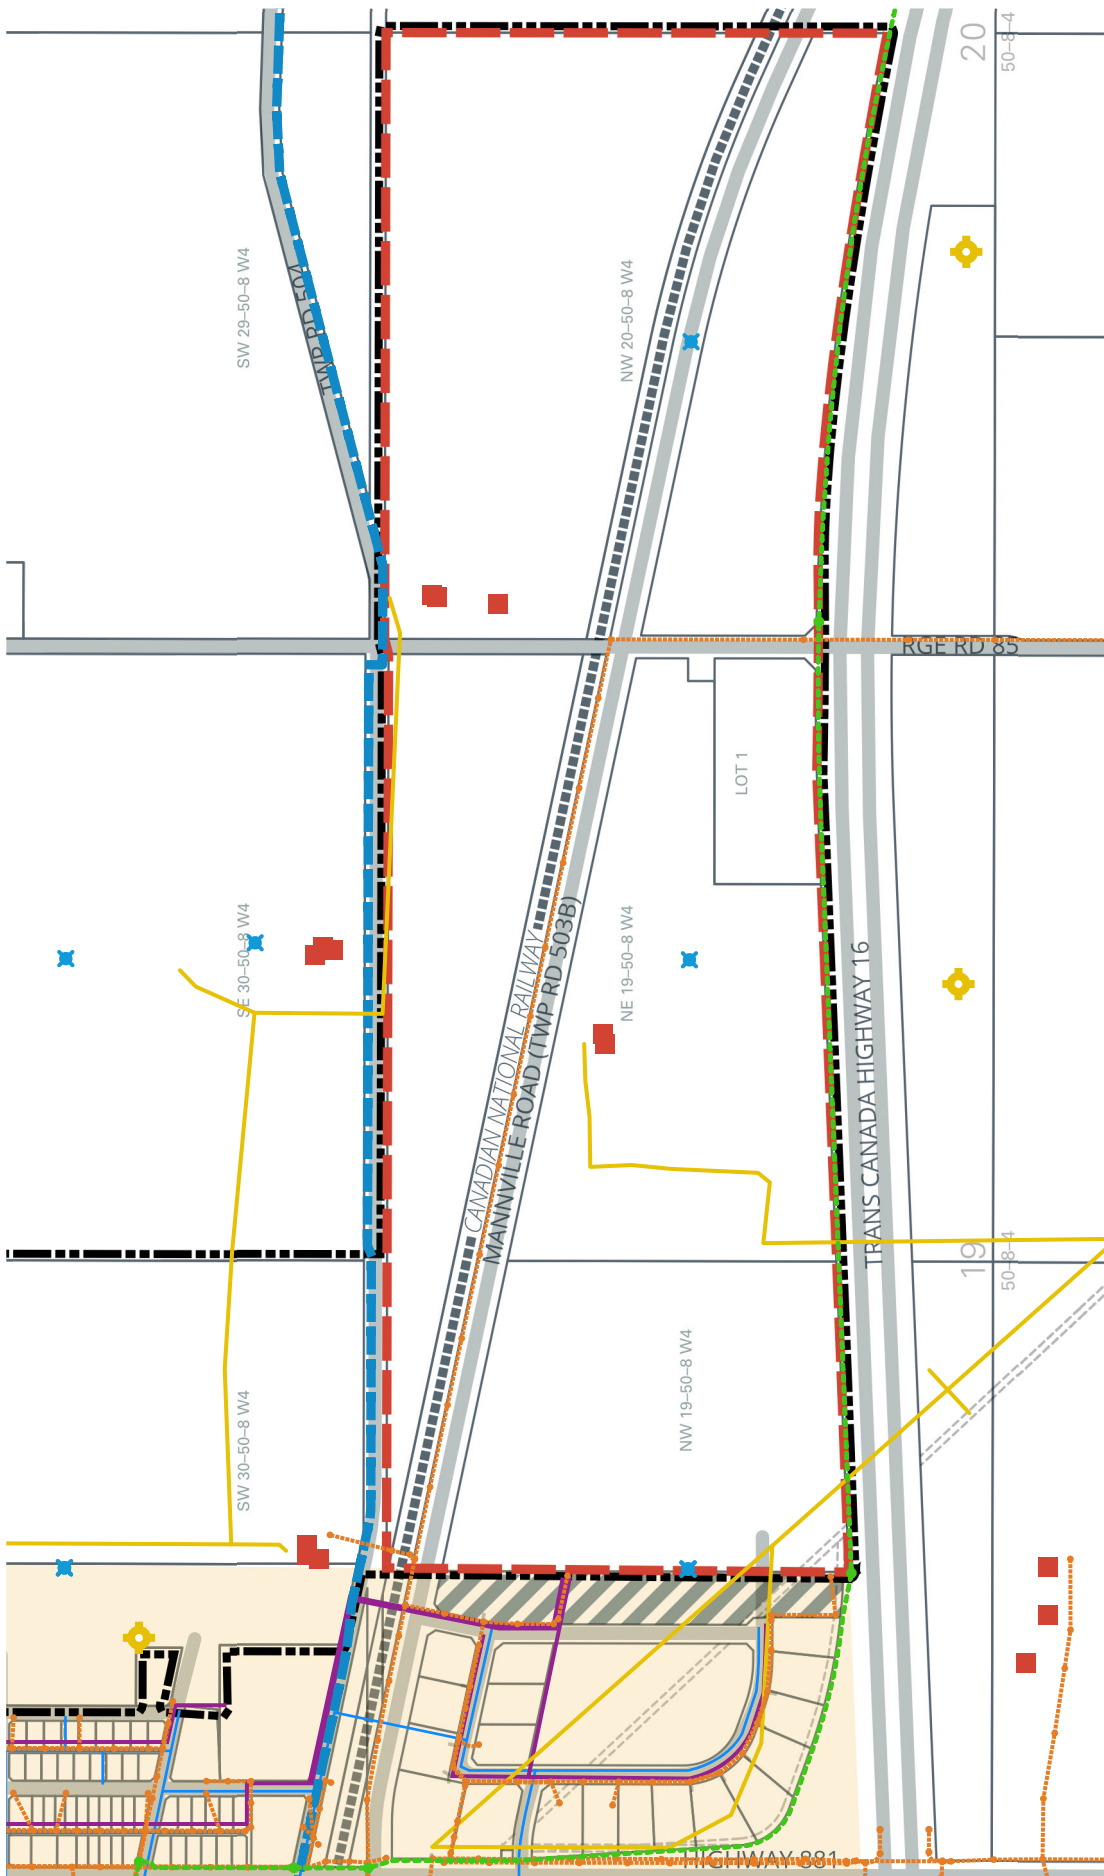 20
50–8–4
SW 29–50–8 W4
TWP RD 504
NW 20–50–8 W4
RGE RD 85
LOT 1
SE 30–50–8 W4
NE 19–50–8 W4
CANADIAN NATIONAL RAILWAY
MANNVILLE ROAD (TWP RD 503B)
TRANS CANADA HIGHWAY 16
19
50–8–4
SW 30–50–8 W4
NW 19–50–8 W4
HIGHWAY 881